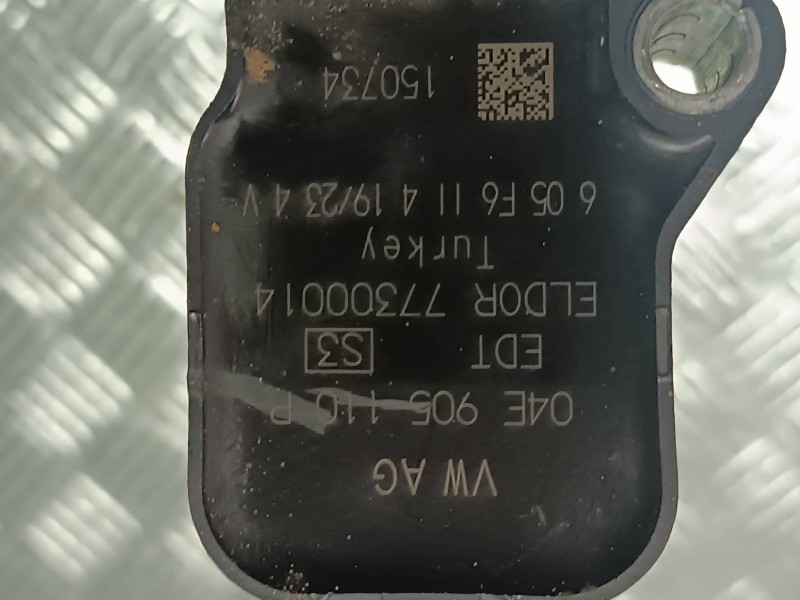 VW AG
04E 905 110 P
EDT S3
ELDOR 77300014
Turkey
6 05 F6 11 4 19/23 4 V
150734